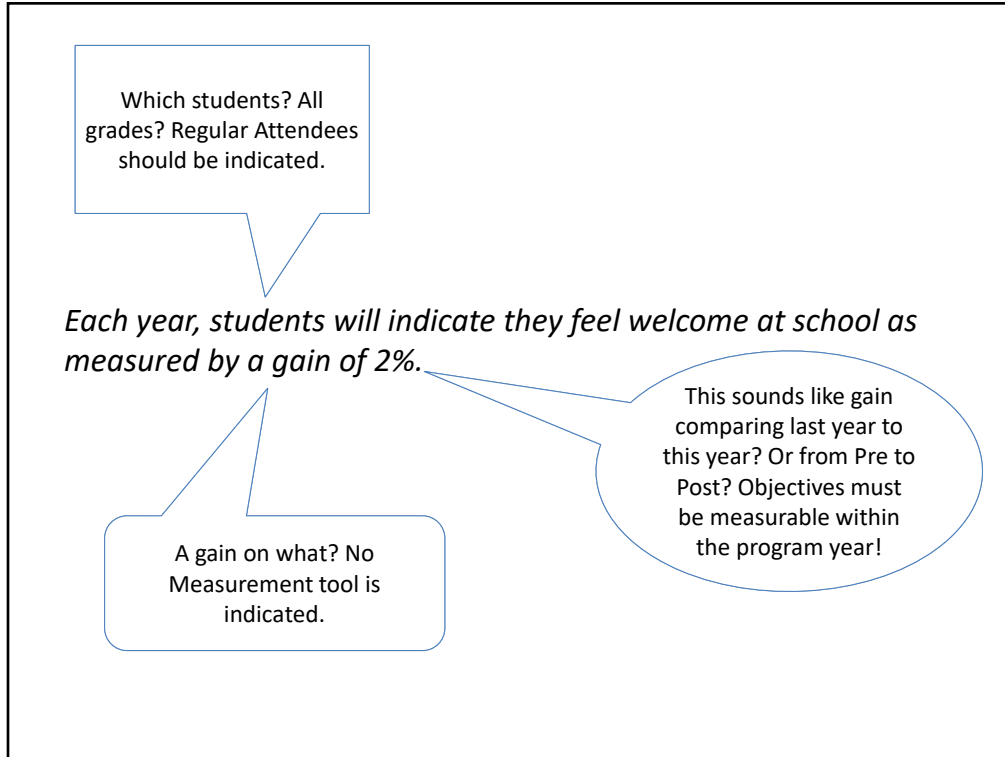 Which students? All
grades? Regular Attendees
should be indicated.
Each year, students will indicate they feel welcome at school as
measured by a gain of 2%.
This sounds like gain
comparing last year to
this year? Or from Pre to
Post? Objectives must
be measurable within
the program year!
A gain on what? No
Measurement tool is
indicated.